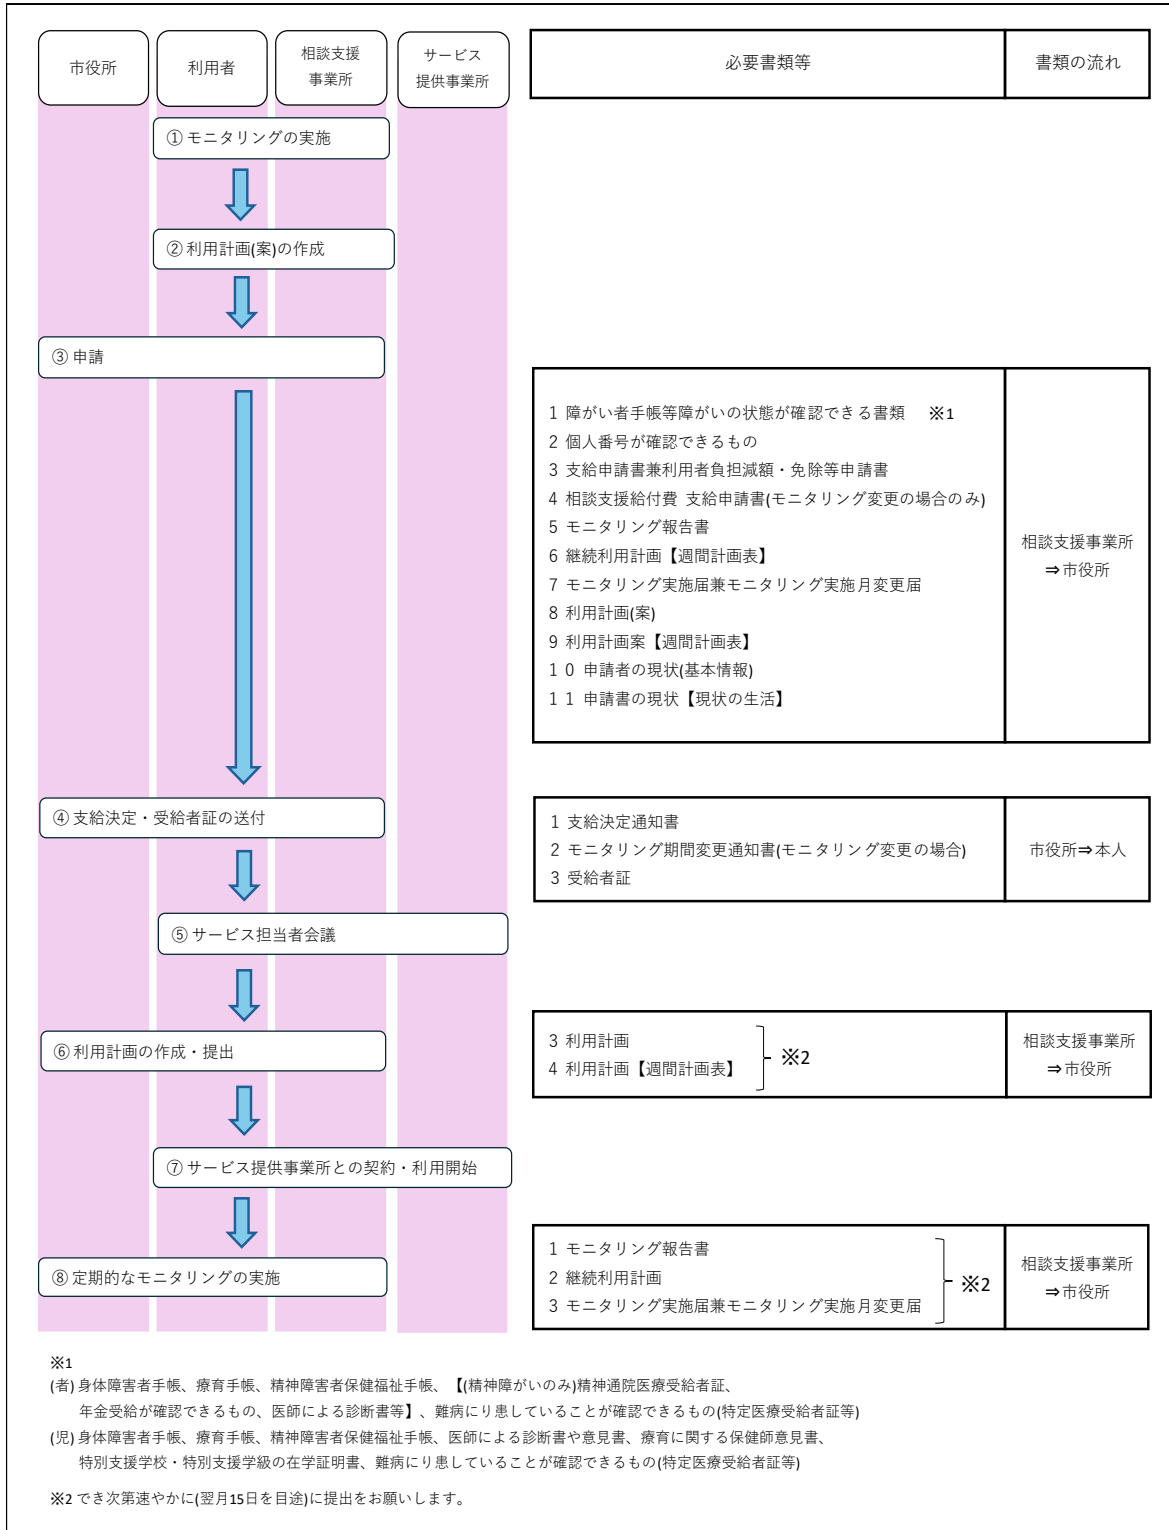 市役所
利用者
相談支援
事業所
サービス
提供事業所
必要書類等
書類の流れ
① モニタリングの実施
② 利用計画(案)の作成
③ 申請
1 障がい者手帳等障がいの状態が確認できる書類 ※1
2 個人番号が確認できるもの
3 支給申請書兼利用者負担減額・免除等申請書
4 相談支援給付費 支給申請書(モニタリング変更の場合のみ)
5 モニタリング報告書
6 継続利用計画【週間計画表】
7 モニタリング実施届兼モニタリング実施月変更届
8 利用計画(案)
9 利用計画案【週間計画表】
10 申請者の現状(基本情報)
11 申請書の現状【現状の生活】
相談支援事業所
⇒市役所
④ 支給決定・受給者証の送付
1 支給決定通知書
2 モニタリング期間変更通知書(モニタリング変更の場合)
3 受給者証
市役所⇒本人
⑤ サービス担当者会議
⑥ 利用計画の作成・提出
3 利用計画
4 利用計画【週間計画表】
※2
相談支援事業所
⇒市役所
⑦ サービス提供事業所との契約・利用開始
⑧ 定期的なモニタリングの実施
1 モニタリング報告書
2 継続利用計画
3 モニタリング実施届兼モニタリング実施月変更届
※2
相談支援事業所
⇒市役所
※1
(者) 身体障害者手帳、療育手帳、精神障害者保健福祉手帳、【(精神障がいのみ)精神通院医療受給者証、
年金受給が確認できるもの、医師による診断書等】、難病にり患していることが確認できるもの(特定医療受給者証等)
(児) 身体障害者手帳、療育手帳、精神障害者保健福祉手帳、医師による診断書や意見書、療育に関する保健師意見書、
特別支援学校・特別支援学級の在学証明書、難病にり患していることが確認できるもの(特定医療受給者証等)
※2 でき次第速やかに(翌月15日を目途)に提出をお願いします。